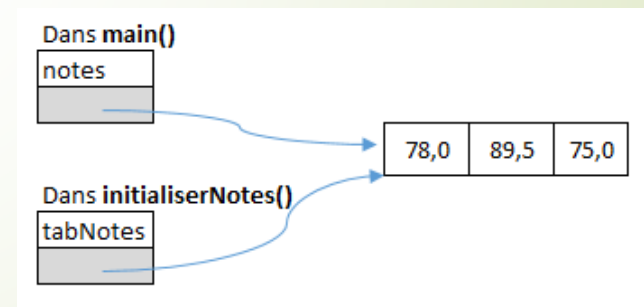 Dans main()
notes
78,0 89,5 75,0
Dans initialiserNotes()
tabNotes